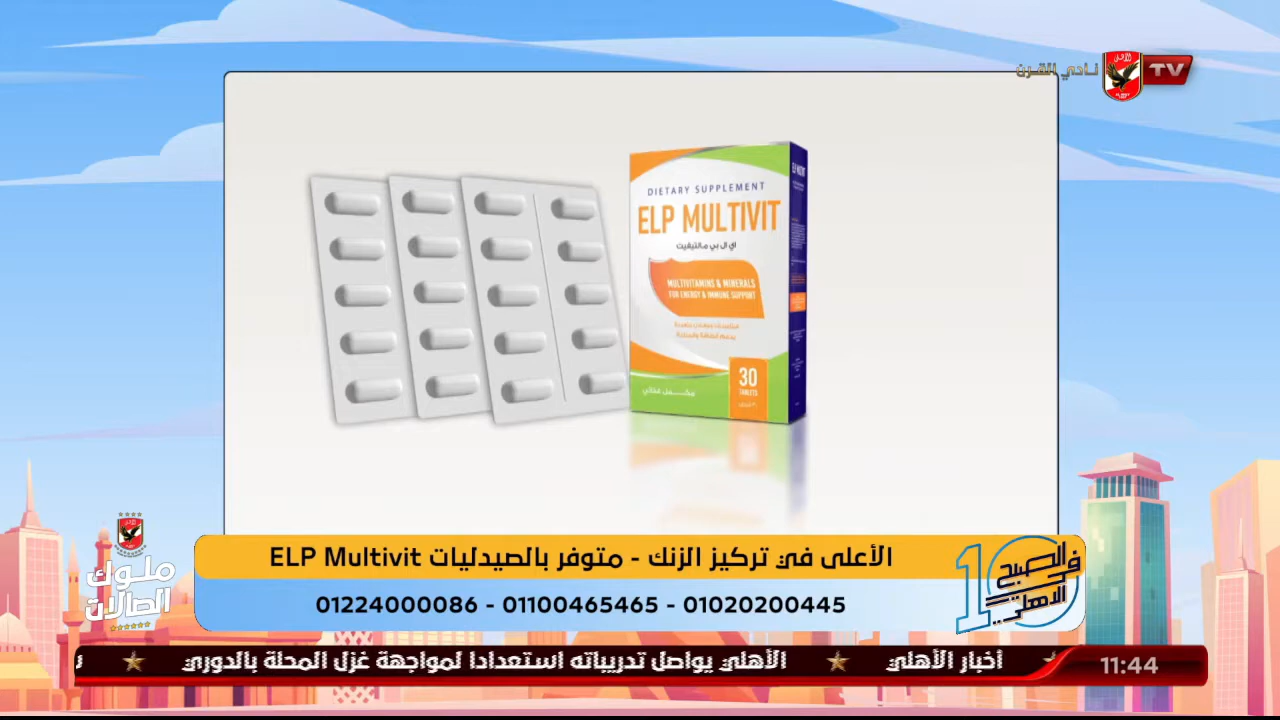 نادي القرن
TV
DIETARY SUPPLEMENT
ELP MULTIVIT
اي ال بي مالتيفيت
MULTIVITAMINS & MINERALS
FOR ENERGY & IMMUNE SUPPORT
30
TABLETS
مكمل غذائي
ELP Multivit الأعلى في تركيز الزنك - متوفر بالصيدليات
01224000086 - 01100465465 - 01020200445
10 الصبح
في الأهلي
ملوك
الصالات
أخبار الأهلي
الأهلي يواصل تدريباته استعدادا لمواجهة غزل المحلة بالدوري
11:44